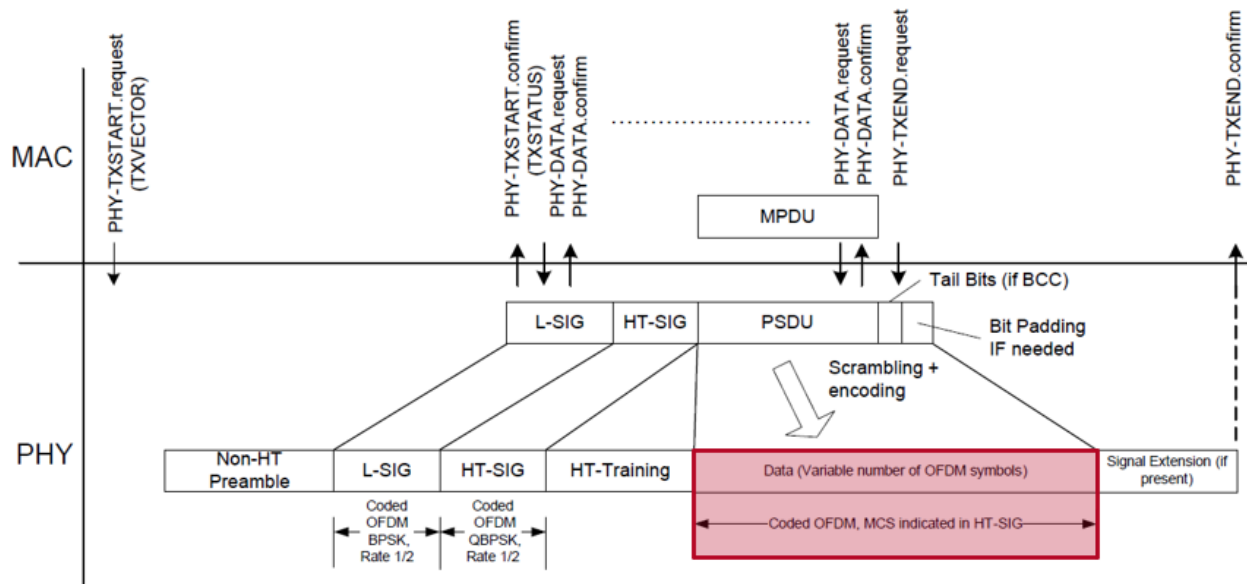 PHY-TXSTART.request
(TXVECTOR)
PHY-TXSTART.confirm
(TXSTATUS)
PHY-DATA.request
PHY-DATA.confirm
PHY-DATA.request
PHY-DATA.confirm
PHY-TXEND.request
PHY-TXEND.confirm
MAC
MPDU
Tail Bits (if BCC)
L-SIG
HT-SIG
PSDU
Bit Padding
IF needed
Scrambling +
encoding
PHY
Non-HT
Preamble
L-SIG
HT-SIG
HT-Training
Data (Variable number of OFDM symbols)
Signal Extension (if
present)
Coded
OFDM
BPSK,
Rate 1/2
Coded
OFDM
QBPSK,
Rate 1/2
Coded OFDM, MCS indicated in HT-SIG